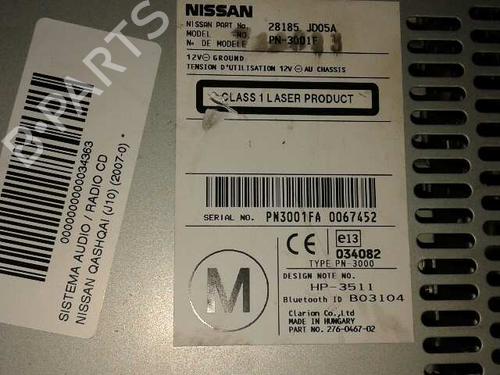 NISSAN
NISSAN PART No. 28185 JD05A
MODEL NO. PN-3001F
N° DE MODELE
12V ⊖ GROUND
TENSION D'UTILISATION 12V ⊖ AU CHASSIS
CLASS 1 LASER PRODUCT
SERIAL NO. PN3001FA 0067452
CE e13
034082
TYPE PN-3000
M
DESIGN NOTE NO.
HP-3511
Bluetooth ID B03104
Clarion Co.,Ltd
MADE IN HUNGARY
PART NO. 276-0467-02
0000000000000034363
SISTEMA AUDIO / RADIO CD
NISSAN QASHQAI (J10) (2007-0)